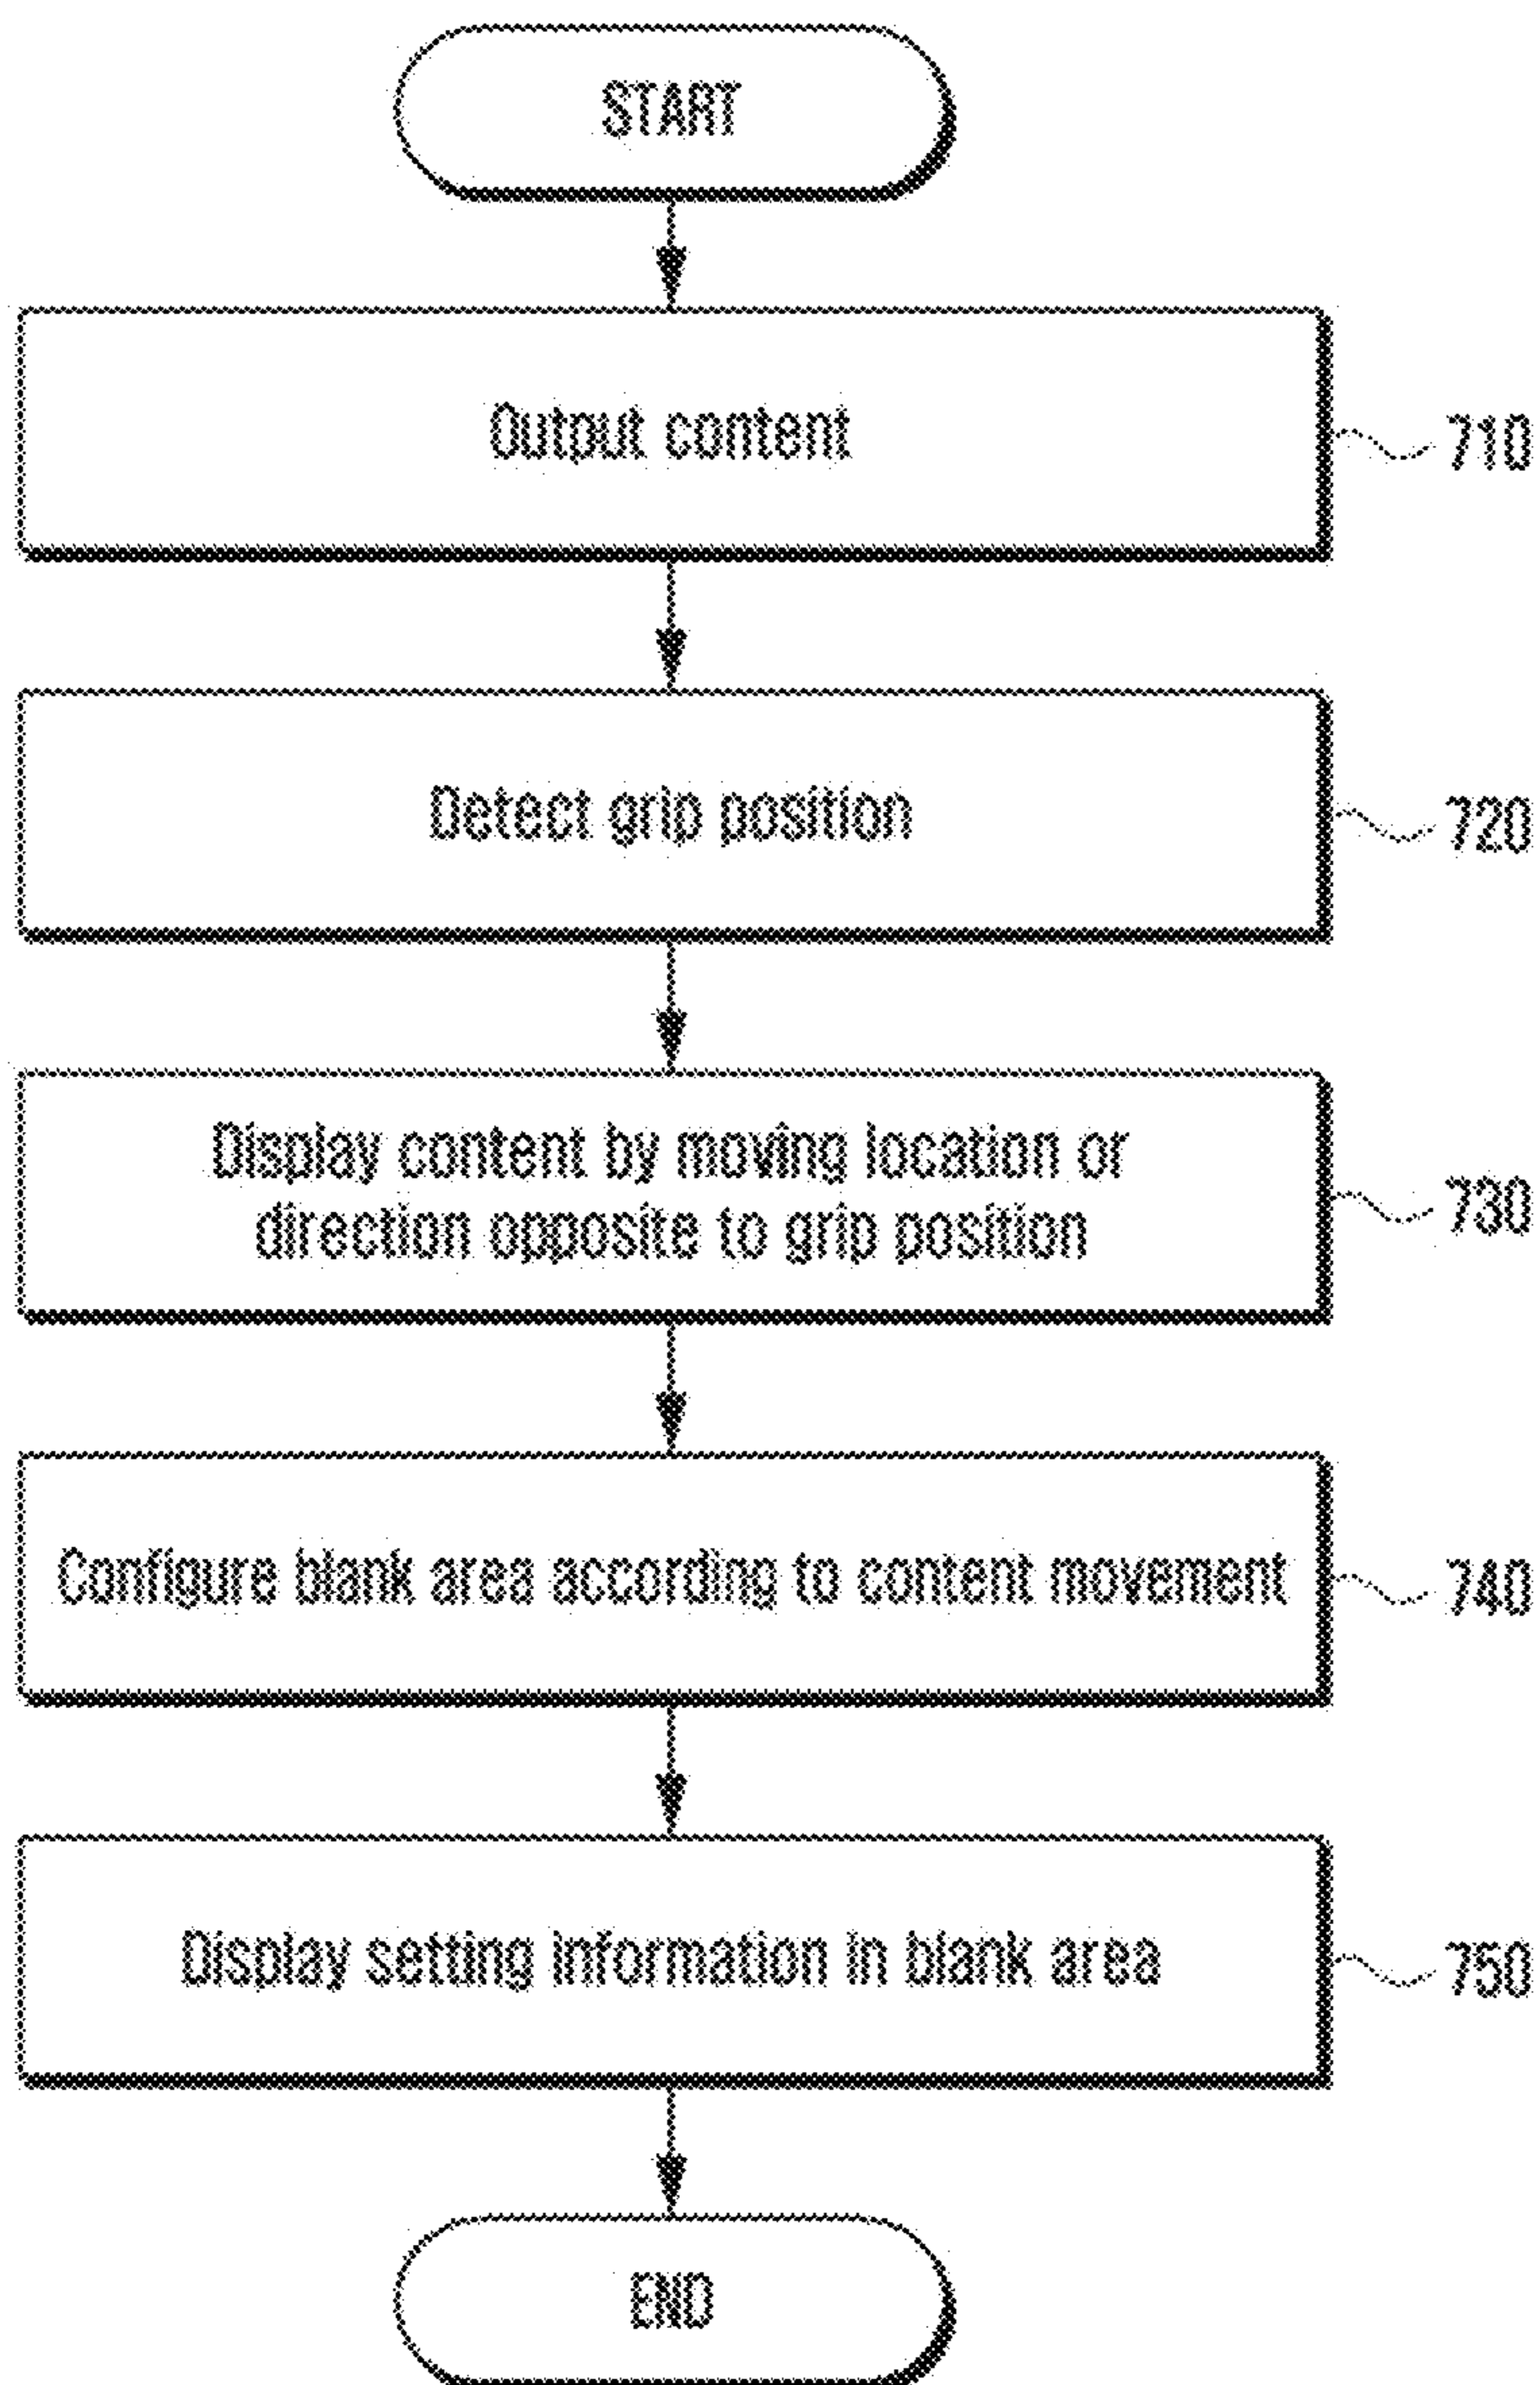 START
Output content
710
Detect grip position
720
Display content by moving location or
direction opposite to grip position
730
Configure blank area according to content movement
740
Display setting information in blank area
750
END